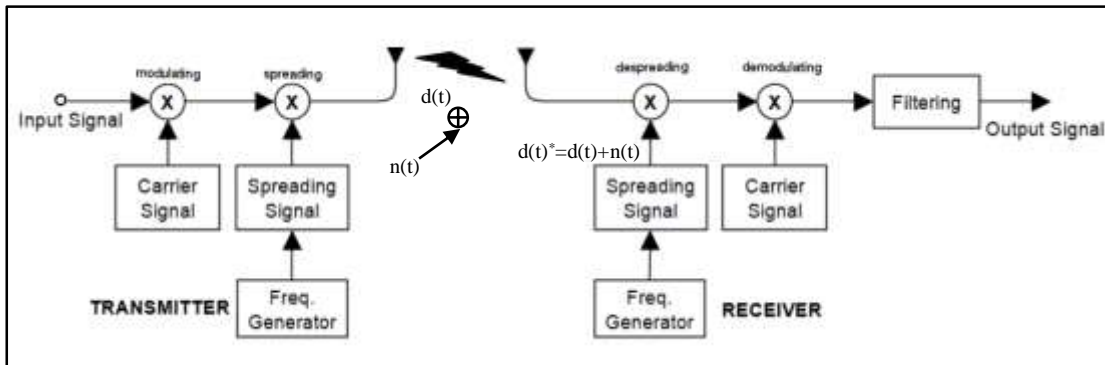 modulating
spreading
despreading
demodulating
X
X
X
X
d(t)
n(t)
Input Signal
Filtering
Output Signal
d(t)*=d(t)+n(t)
Carrier
Signal
Spreading
Signal
Spreading
Signal
Carrier
Signal
TRANSMITTER
Freq.
Generator
Freq.
Generator
RECEIVER